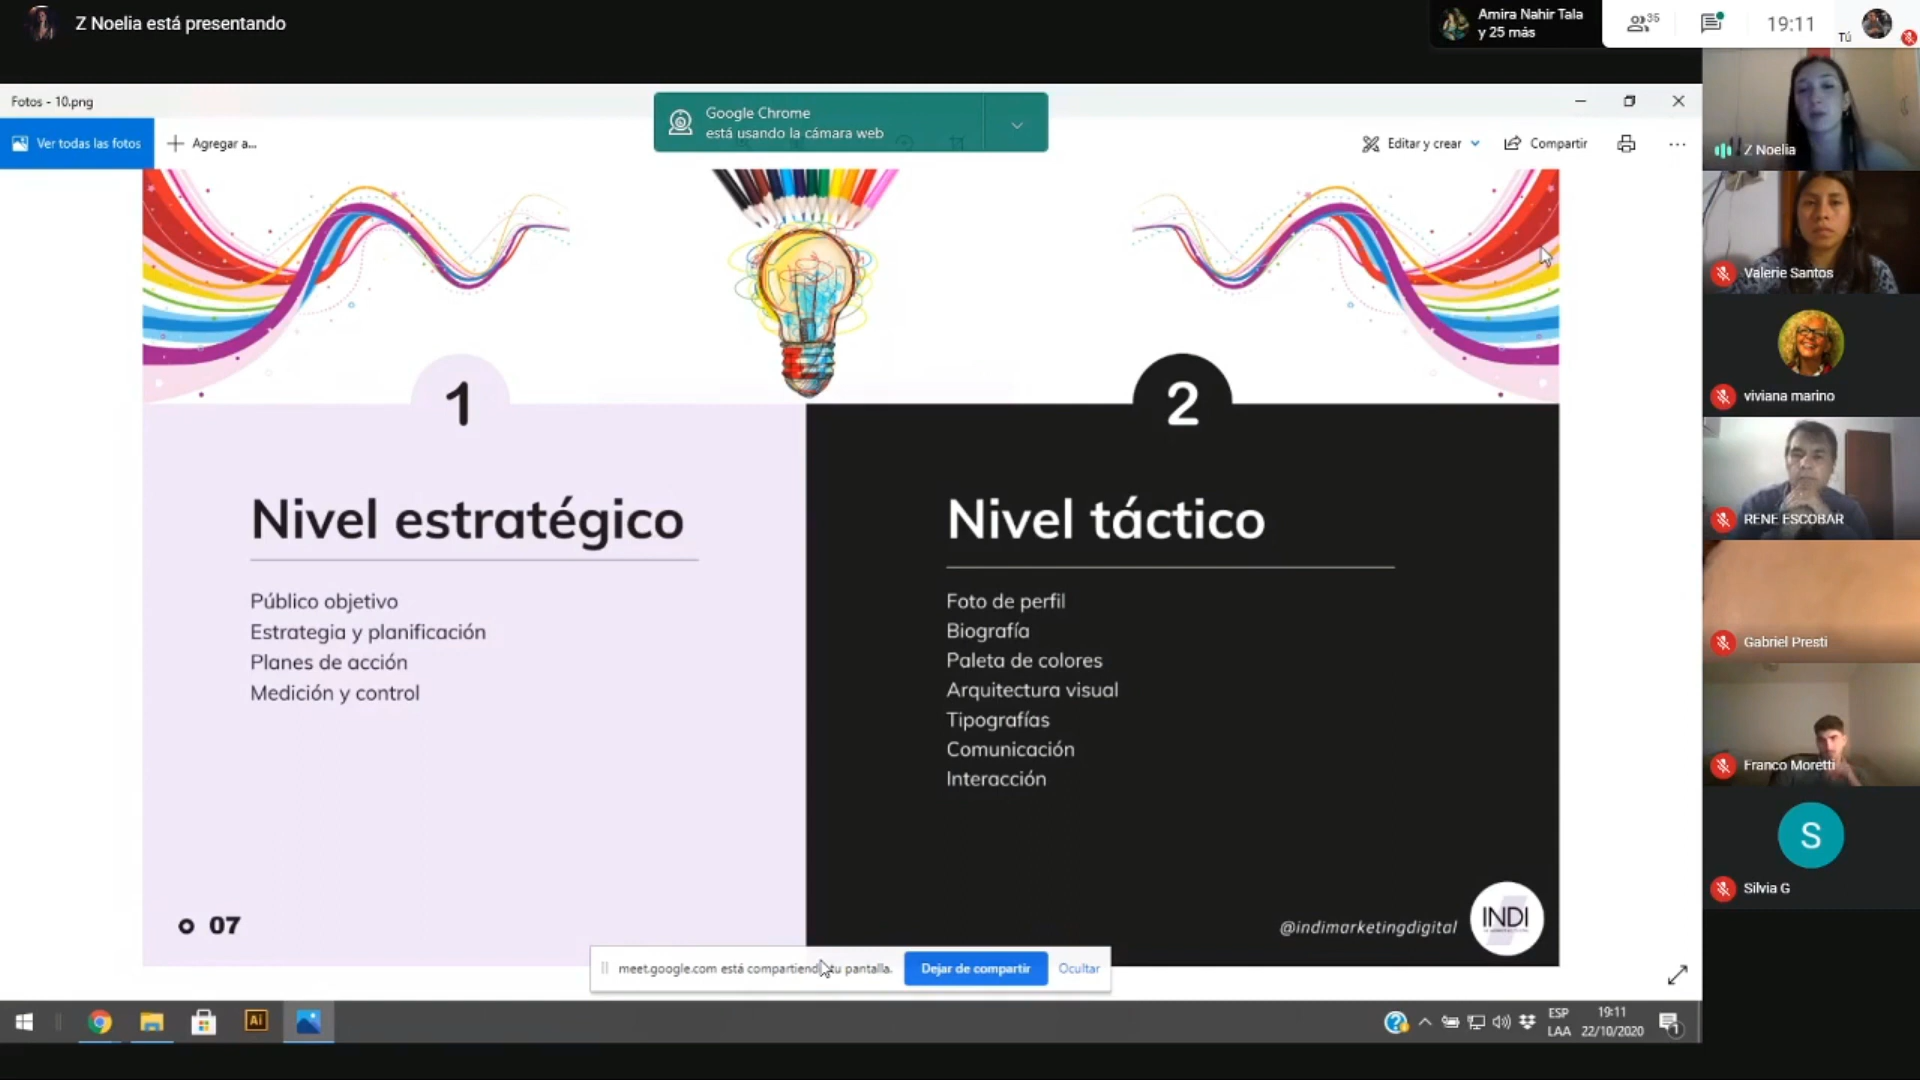 Z Noelia está presentando
Amira Nahir Tala
y 25 más
35
19:11
Tú
Fotos - 10.png
Google Chrome
está usando la cámara web
Ver todas las fotos
Agregar a...
Editar y crear
Compartir
1
Nivel estratégico
Público objetivo
Estrategia y planificación
Planes de acción
Medición y control
07
2
Nivel táctico
Foto de perfil
Biografía
Paleta de colores
Arquitectura visual
Tipografías
Comunicación
Interacción
@indimarketingdigital
INDI
meet.google.com está compartiendo tu pantalla.
Dejar de compartir
Ocultar
Z Noelia
Valerie Santos
viviana marino
RENE ESCOBAR
Gabriel Presti
Franco Moretti
S
Silvia G
Ai
ESP
LAA
19:11
22/10/2020
1